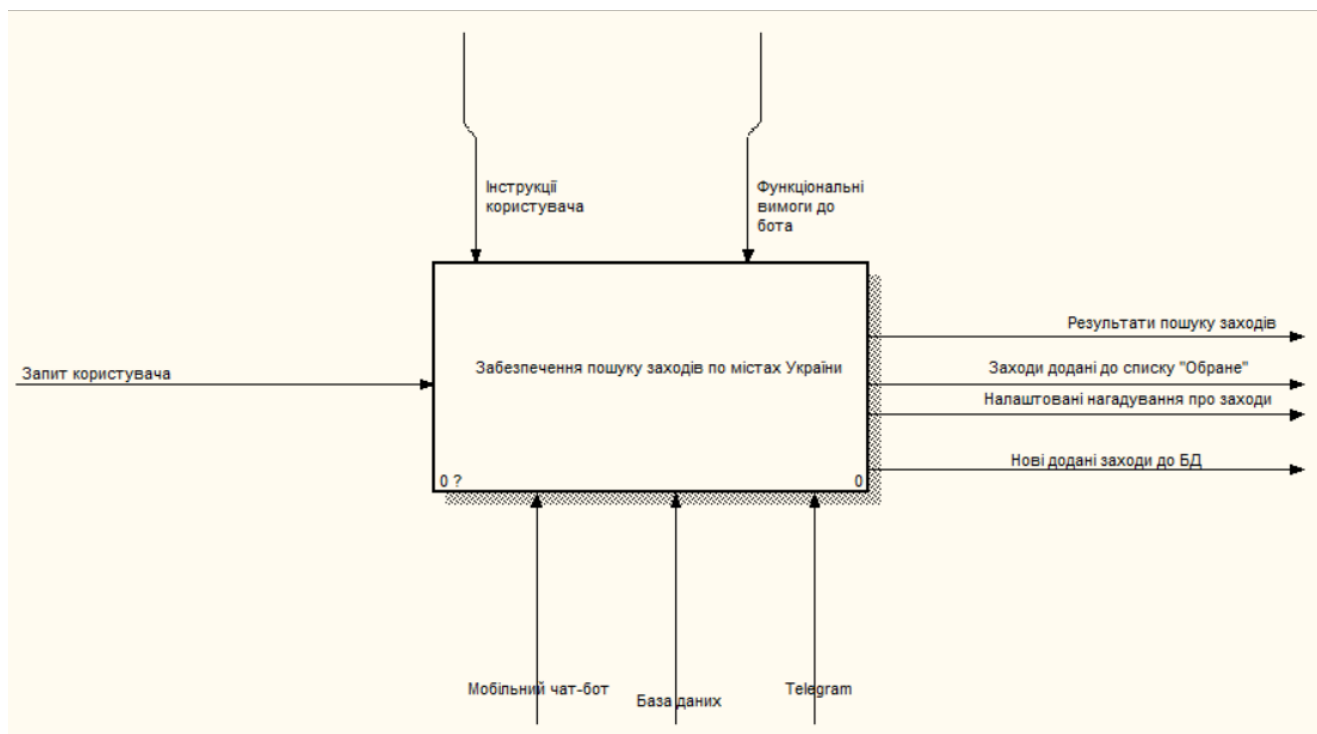 Інструкції
користувача
Функціональні
вимоги до
бота
Результати пошуку заходів
Запит користувача
Забезпечення пошуку заходів по містах України
Заходи додані до списку "Обране"
Налаштовані нагадування про заходи
Нові додані заходи до БД
0 ?
0
Мобільний чат-бот
База даних
Telegram